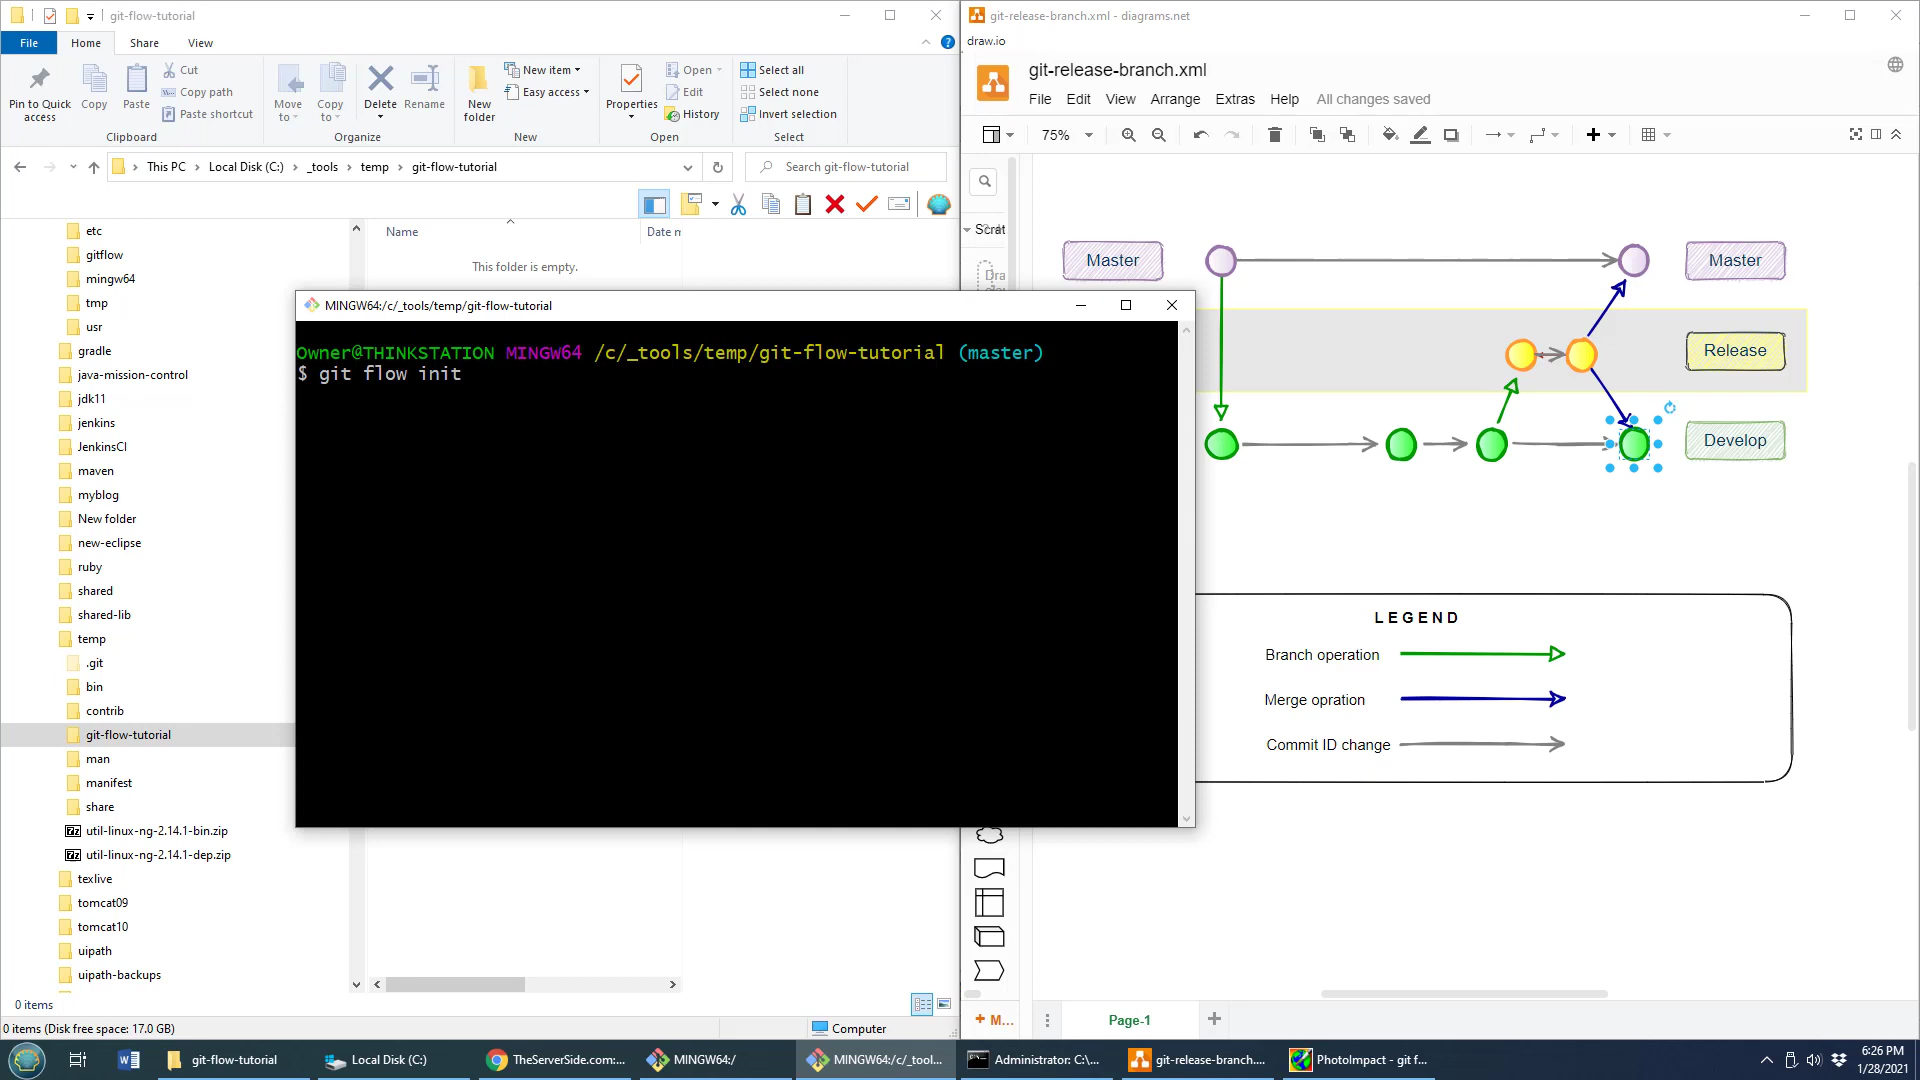 git-flow-tutorial
File
Home
Share
View
Pin to Quick access
Copy
Paste
Cut
Copy path
Paste shortcut
Move to
Copy to
Delete
Rename
New folder
New item
Easy access
Properties
Open
Edit
History
Select all
Select none
Invert selection
Clipboard
Organize
New
Open
Select
This PC
Local Disk (C:)
_tools
temp
git-flow-tutorial
Search git-flow-tutorial
Name
Date m
This folder is empty.
etc
gitflow
mingw64
tmp
usr
gradle
java-mission-control
jdk11
jenkins
JenkinsCI
maven
myblog
New folder
new-eclipse
ruby
shared
shared-lib
temp
.git
bin
contrib
git-flow-tutorial
man
manifest
share
util-linux-ng-2.14.1-bin.zip
util-linux-ng-2.14.1-dep.zip
texlive
tomcat09
tomcat10
uipath
uipath-backups
0 items
0 items (Disk free space: 17.0 GB)
Computer
MINGW64:/c/_tools/temp/git-flow-tutorial
Owner@THINKSTATION MINGW64 /c/_tools/temp/git-flow-tutorial (master)
$ git flow init
git-release-branch.xml - diagrams.net
draw.io
git-release-branch.xml
File Edit View Arrange Extras Help All changes saved
75%
Scrat
Dra
Master
Master
Release
Develop
LEGEND
Branch operation
Merge opration
Commit ID change
+ M...
Page-1
git-flow-tutorial
Local Disk (C:)
TheServerSide.com:...
MINGW64:/
MINGW64:/c/_tool...
Administrator: C:\...
git-release-branch....
PhotoImpact - git f...
6:26 PM
1/28/2021